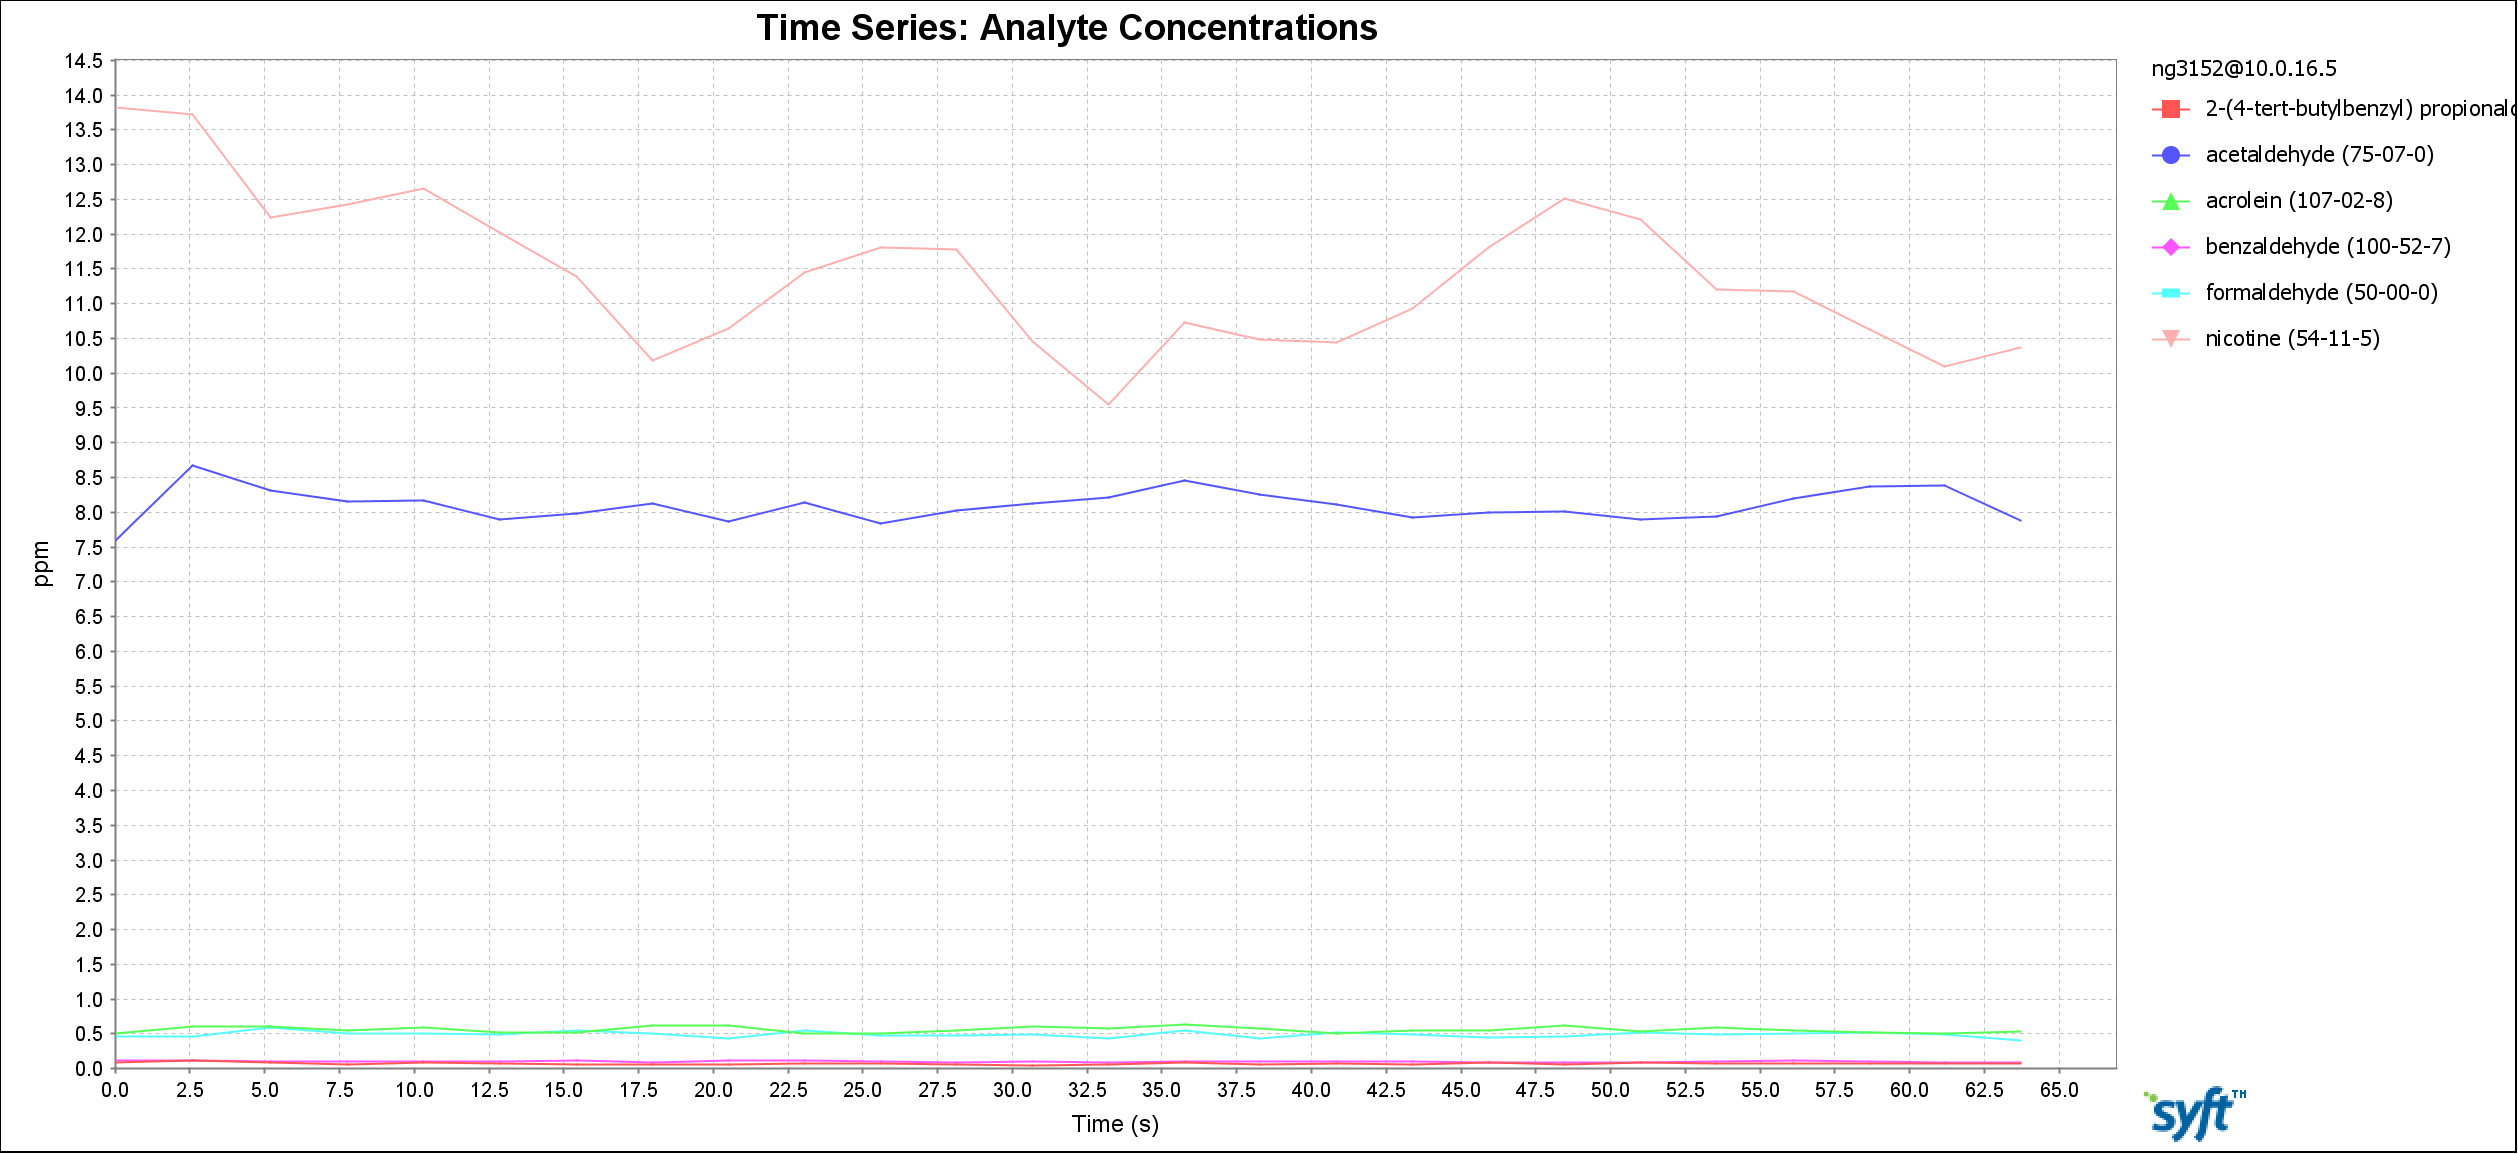 Time Series: Analyte Concentrations
14.5
14.0
13.5
13.0
12.5
12.0
11.5
11.0
10.5
10.0
9.5
9.0
8.5
8.0
7.5
7.0
6.5
6.0
5.5
5.0
4.5
4.0
3.5
3.0
2.5
2.0
1.5
1.0
0.5
0.0
ppm
0.0 2.5 5.0 7.5 10.0 12.5 15.0 17.5 20.0 22.5 25.0 27.5 30.0 32.5 35.0 37.5 40.0 42.5 45.0 47.5 50.0 52.5 55.0 57.5 60.0 62.5 65.0
Time (s)
ng3152@10.0.16.5
2-(4-tert-butylbenzyl) propional
acetaldehyde (75-07-0)
acrolein (107-02-8)
benzaldehyde (100-52-7)
formaldehyde (50-00-0)
nicotine (54-11-5)
syft™